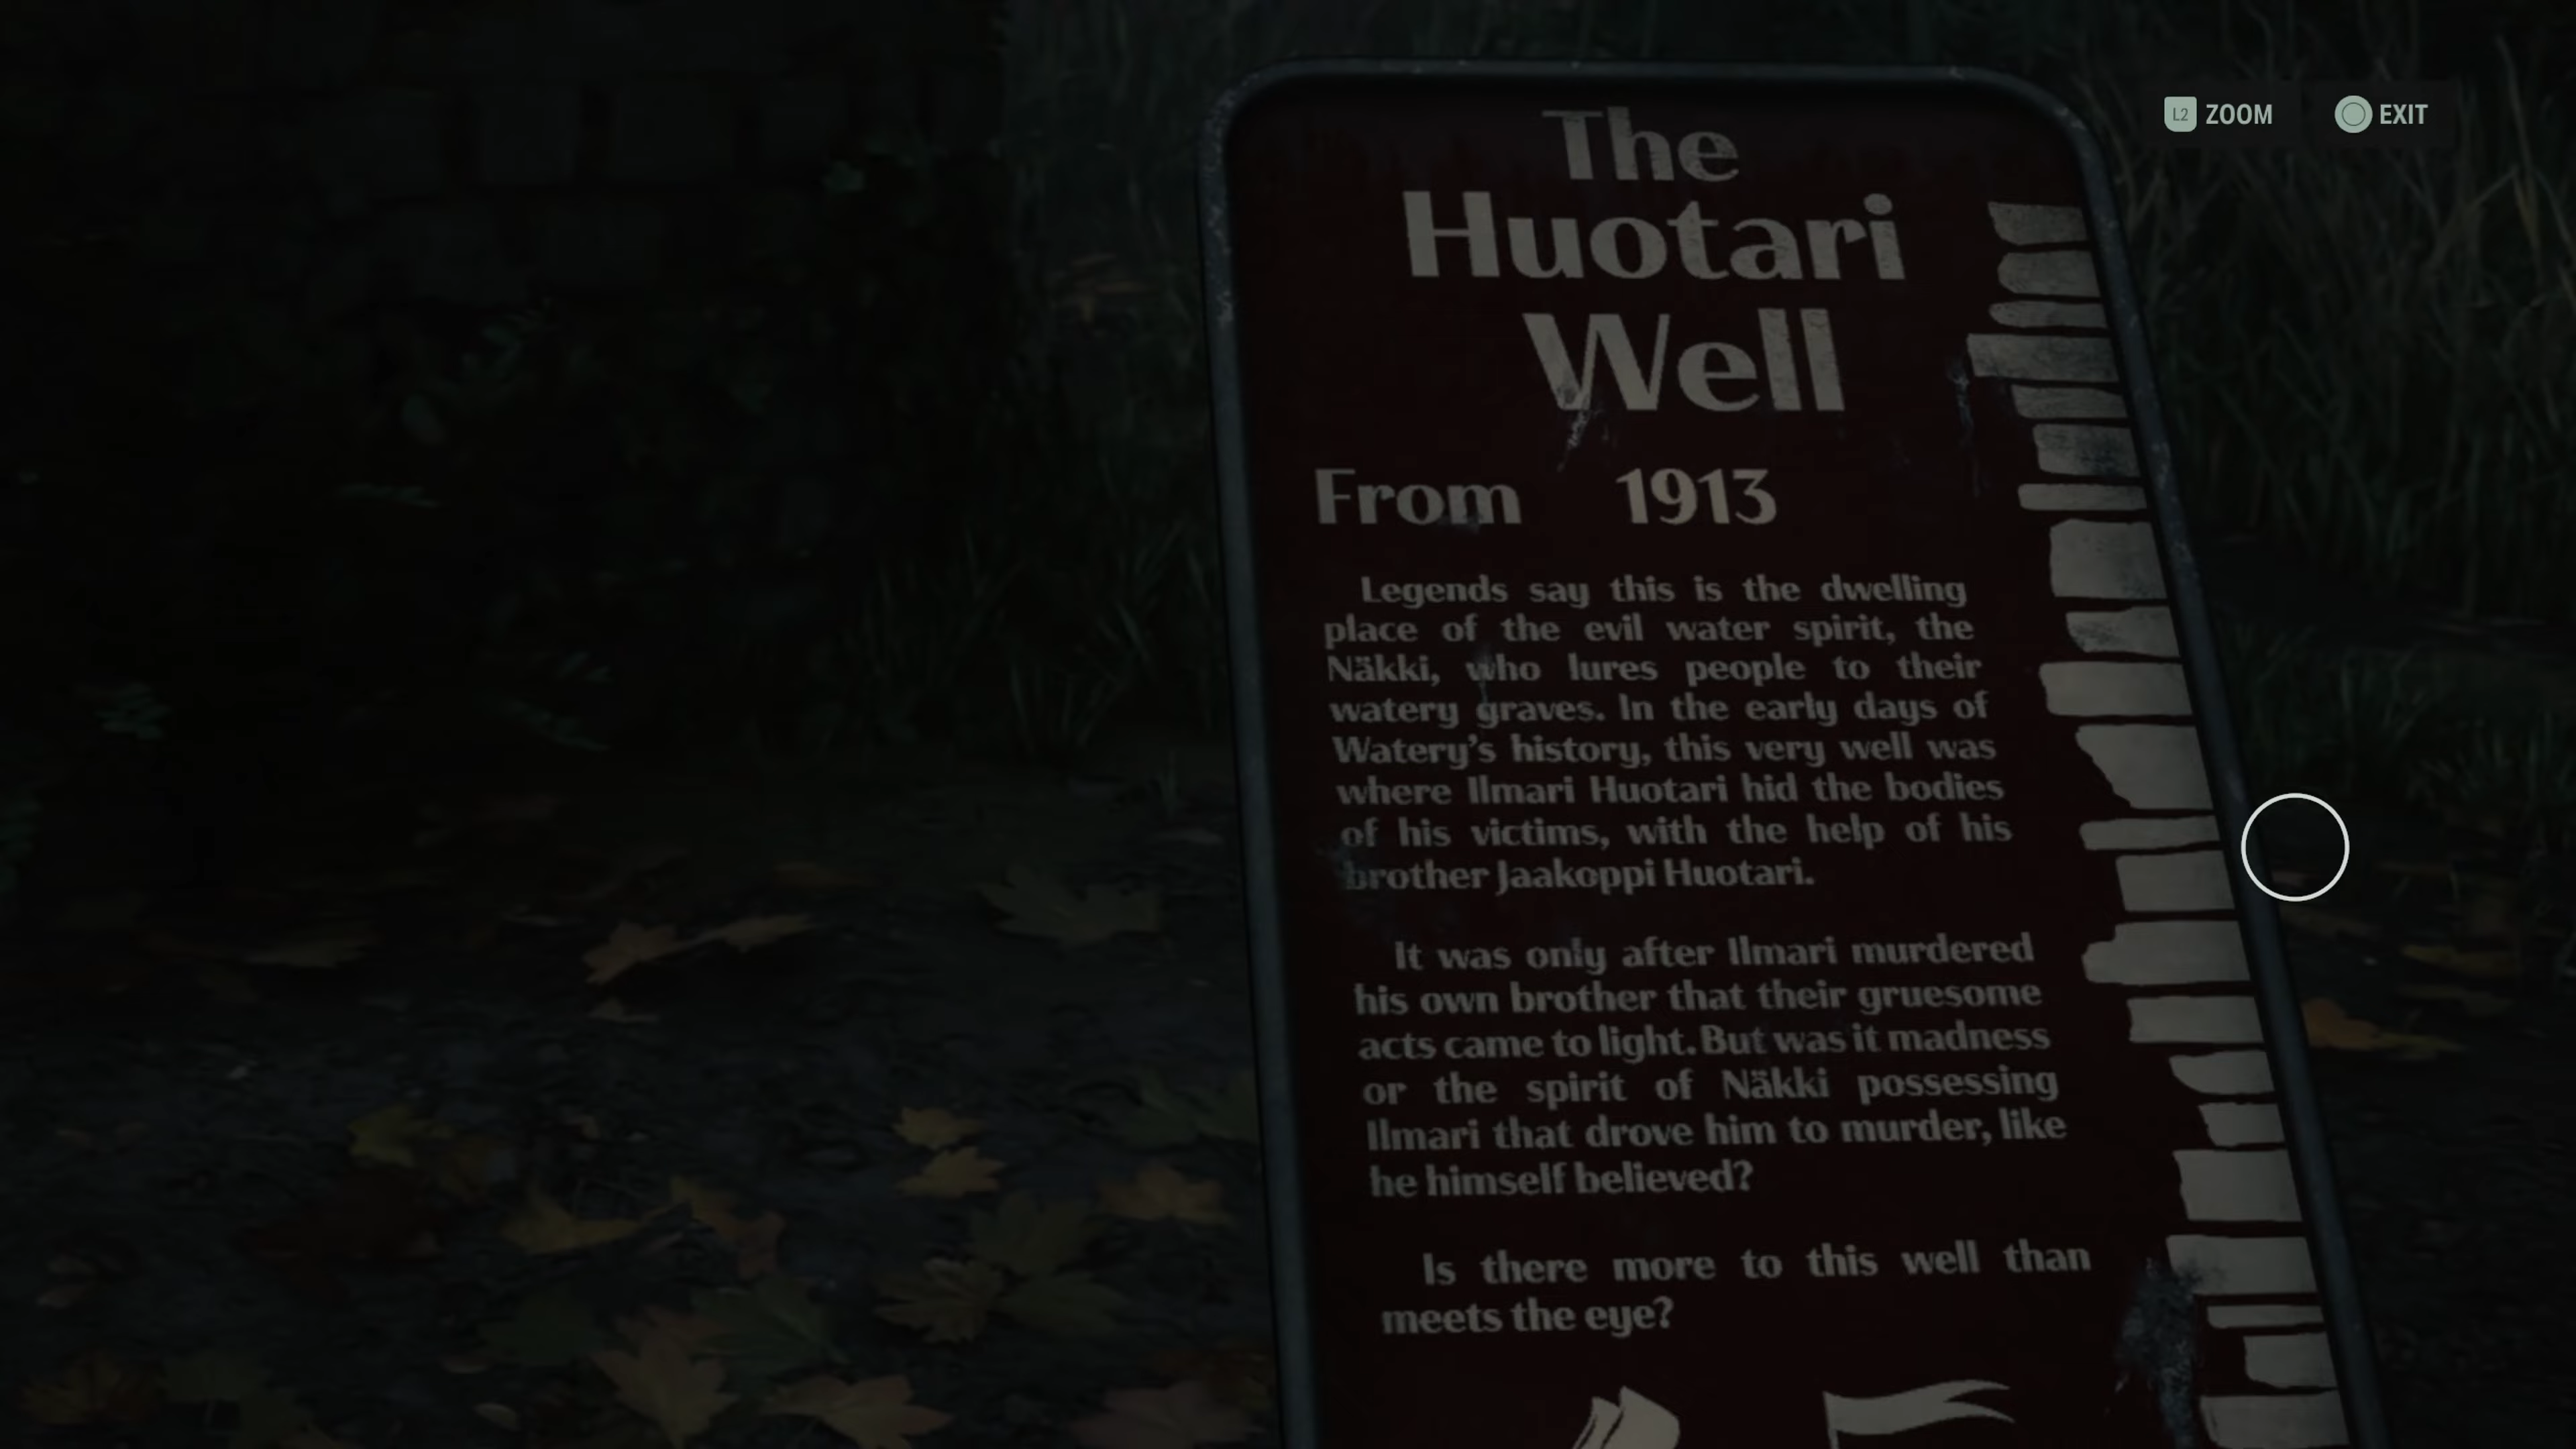 The
Huotari
Well
From 1913
Legends say this is the dwelling
place of the evil water spirit, the
Näkki, who lures people to their
watery graves. In the early days of
Watery's history, this very well was
where Ilmari Huotari hid the bodies
of his victims, with the help of his
brother Jaakoppi Huotari.
It was only after Ilmari murdered
his own brother that their gruesome
acts came to light. But was it madness
or the spirit of Näkki possessing
Ilmari that drove him to murder, like
he himself believed?
Is there more to this well than
meets the eye?
L2 ZOOM EXIT